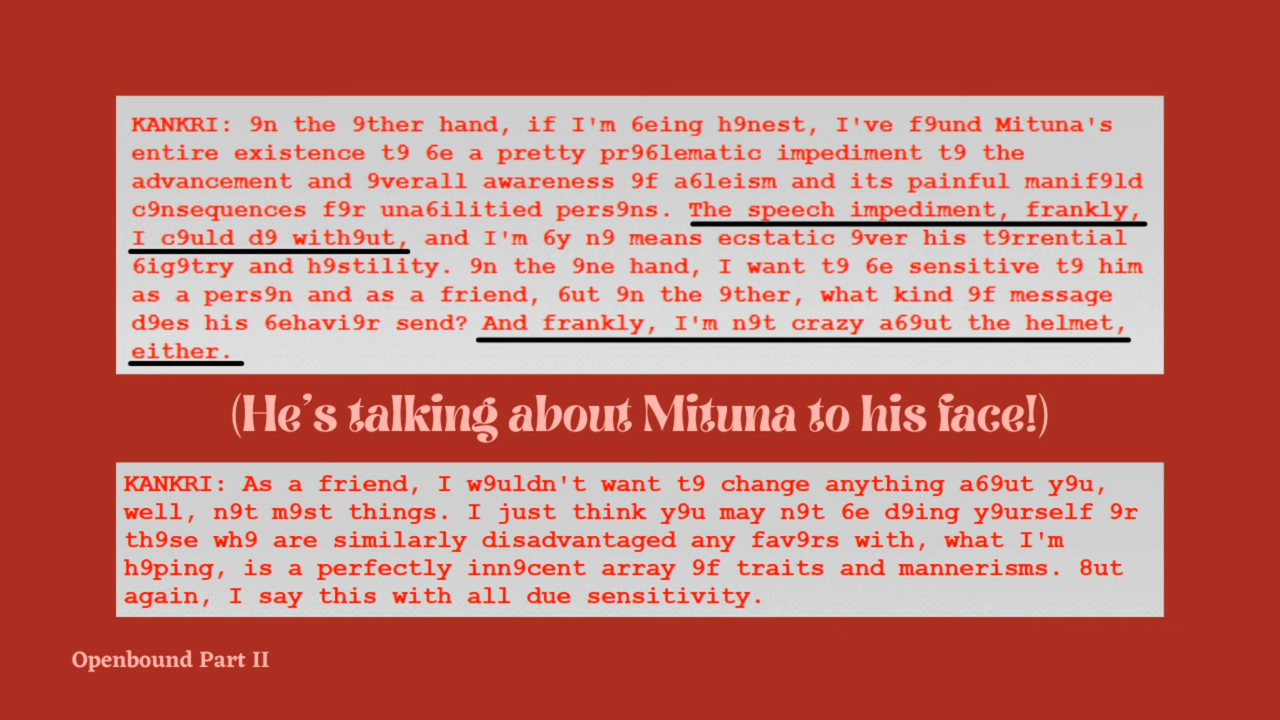 KANKRI: 9n the 9ther hand, if I'm 6eing h9nest, I've f9und Mituna's
entire existence t9 6e a pretty pr96lematic impediment t9 the
advancement and 9verall awareness 9f a6leism and its painful manif9ld
c9nsequences f9r una6ilitied pers9ns. The speech impediment, frankly,
I c9uld d9 with9ut, and I'm 6y n9 means ecstatic 9ver his t9rrential
6ig9try and h9stility. 9n the 9ne hand, I want t9 6e sensitive t9 him
as a pers9n and as a friend, 6ut 9n the 9ther, what kind 9f message
d9es his 6ehavi9r send? And frankly, I'm n9t crazy a69ut the helmet,
either.
(He's talking about Mituna to his face!)
KANKRI: As a friend, I w9uldn't want t9 change anything a69ut y9u,
well, n9t m9st things. I just think y9u may n9t 6e d9ing y9urself 9r
th9se wh9 are similarly disadvantaged any fav9rs with, what I'm
h9ping, is a perfectly inn9cent array 9f traits and mannerisms. 8ut
again, I say this with all due sensitivity.
Openbound Part II